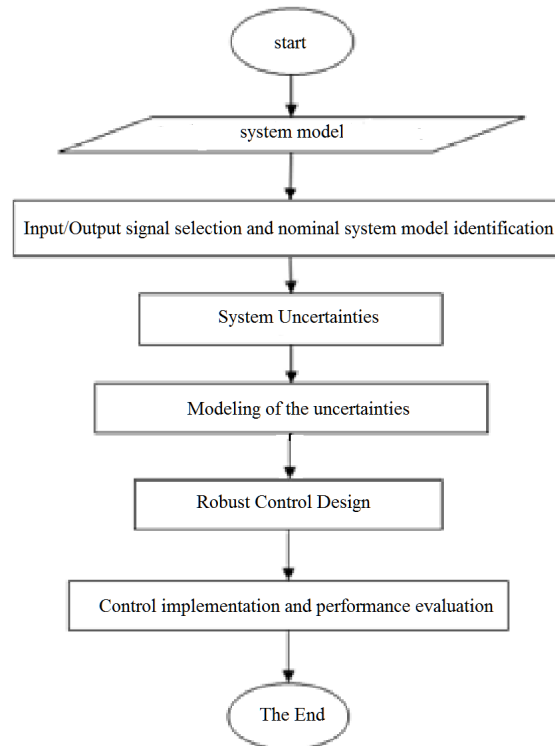 start
system model
Input/Output signal selection and nominal system model identification
System Uncertainties
Modeling of the uncertainties
Robust Control Design
Control implementation and performance evaluation
The End